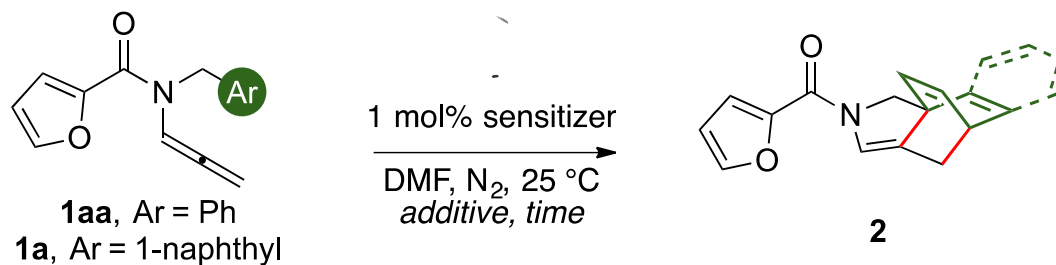 O
N
Ar
O
1aa, Ar = Ph
1a, Ar = 1-naphthyl
1 mol% sensitizer
DMF, N₂, 25 °C
additive, time
O
N
O
2